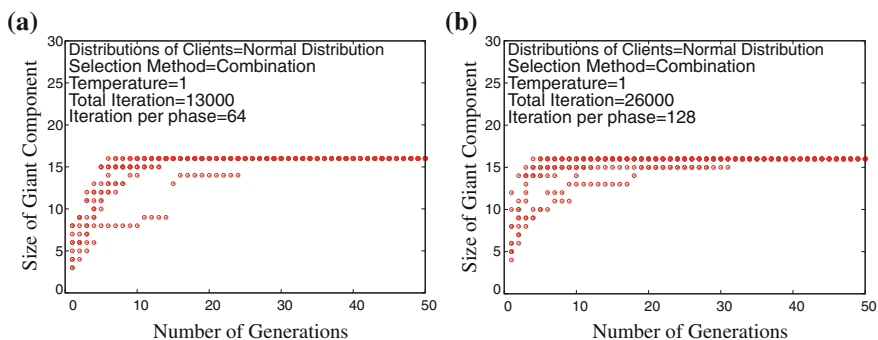 (a)
30
25
20
15
10
5
0
Size of Giant Component
Distributions of Clients=Normal Distribution
Selection Method=Combination
Temperature=1
Total Iteration=13000
Iteration per phase=64
0 10 20 30 40 50
Number of Generations
(b)
30
25
20
15
10
5
0
Size of Giant Component
Distributions of Clients=Normal Distribution
Selection Method=Combination
Temperature=1
Total Iteration=26000
Iteration per phase=128
0 10 20 30 40 50
Number of Generations